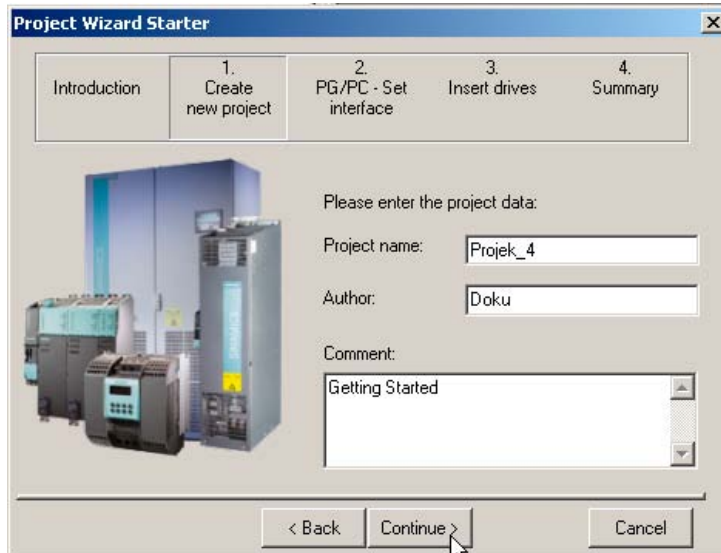 Project Wizard Starter
Introduction
1.
Create
new project
2.
PG/PC - Set
interface
3.
Insert drives
4.
Summary
Please enter the project data:
Project name:
Projek_4
Author:
Doku
Comment:
Getting Started
< Back
Continue >
Cancel